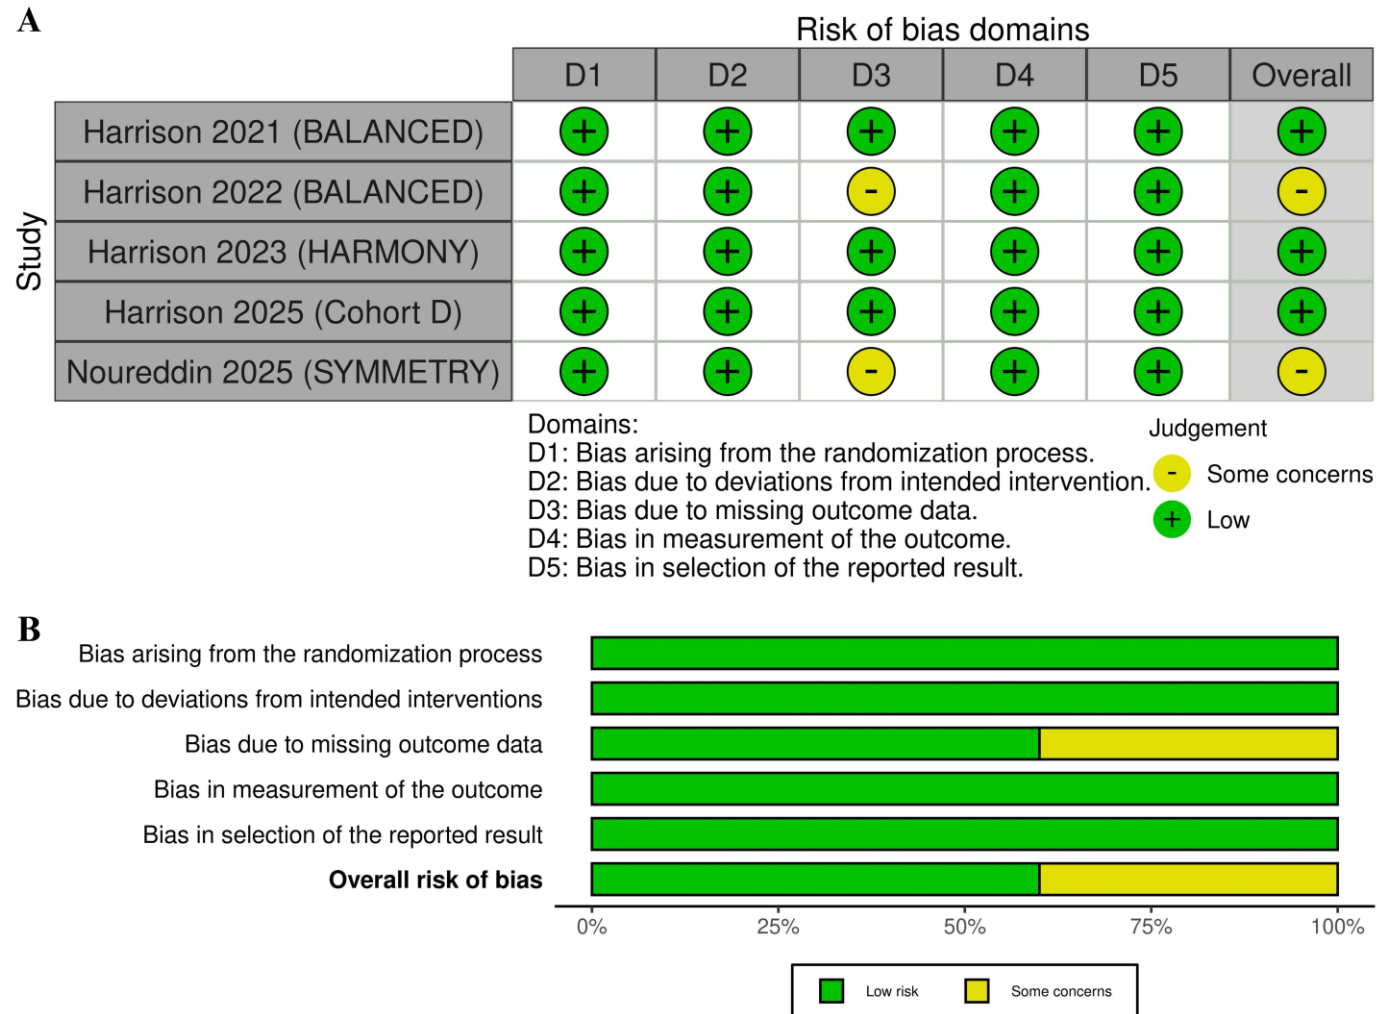 A
Risk of bias domains
D1 D2 D3 D4 D5 Overall
Study
Harrison 2021 (BALANCED) + + + + + +
Harrison 2022 (BALANCED) + + - + + -
Harrison 2023 (HARMONY) + + + + + +
Harrison 2025 (Cohort D) + + + + + +
Noureddin 2025 (SYMMETRY) + + - + + -
Domains:
D1: Bias arising from the randomization process.
D2: Bias due to deviations from intended intervention.
D3: Bias due to missing outcome data.
D4: Bias in measurement of the outcome.
D5: Bias in selection of the reported result.
Judgement
- Some concerns
+ Low
B
Bias arising from the randomization process
Bias due to deviations from intended interventions
Bias due to missing outcome data
Bias in measurement of the outcome
Bias in selection of the reported result
Overall risk of bias
0% 25% 50% 75% 100%
Low risk Some concerns